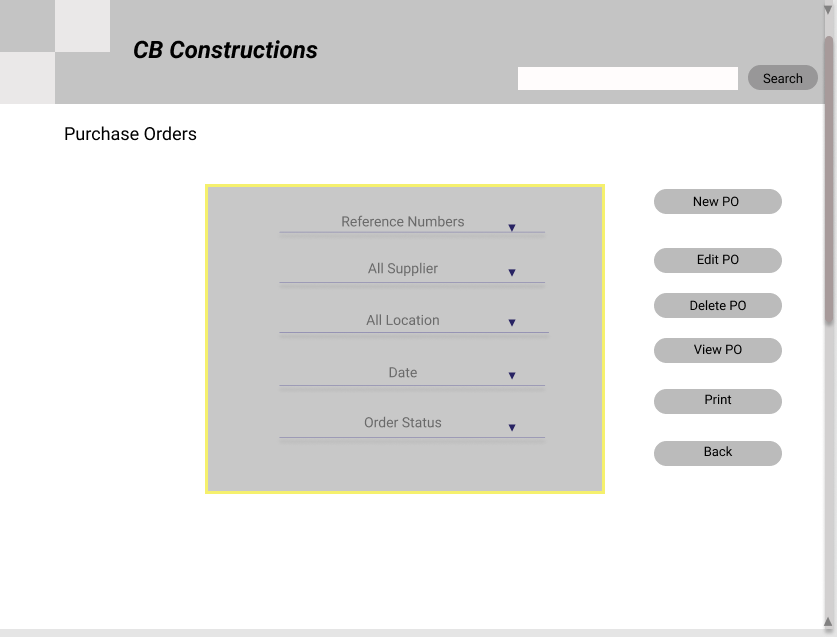 CB Constructions
Search
Purchase Orders
Reference Numbers
All Supplier
All Location
Date
Order Status
New PO
Edit PO
Delete PO
View PO
Print
Back